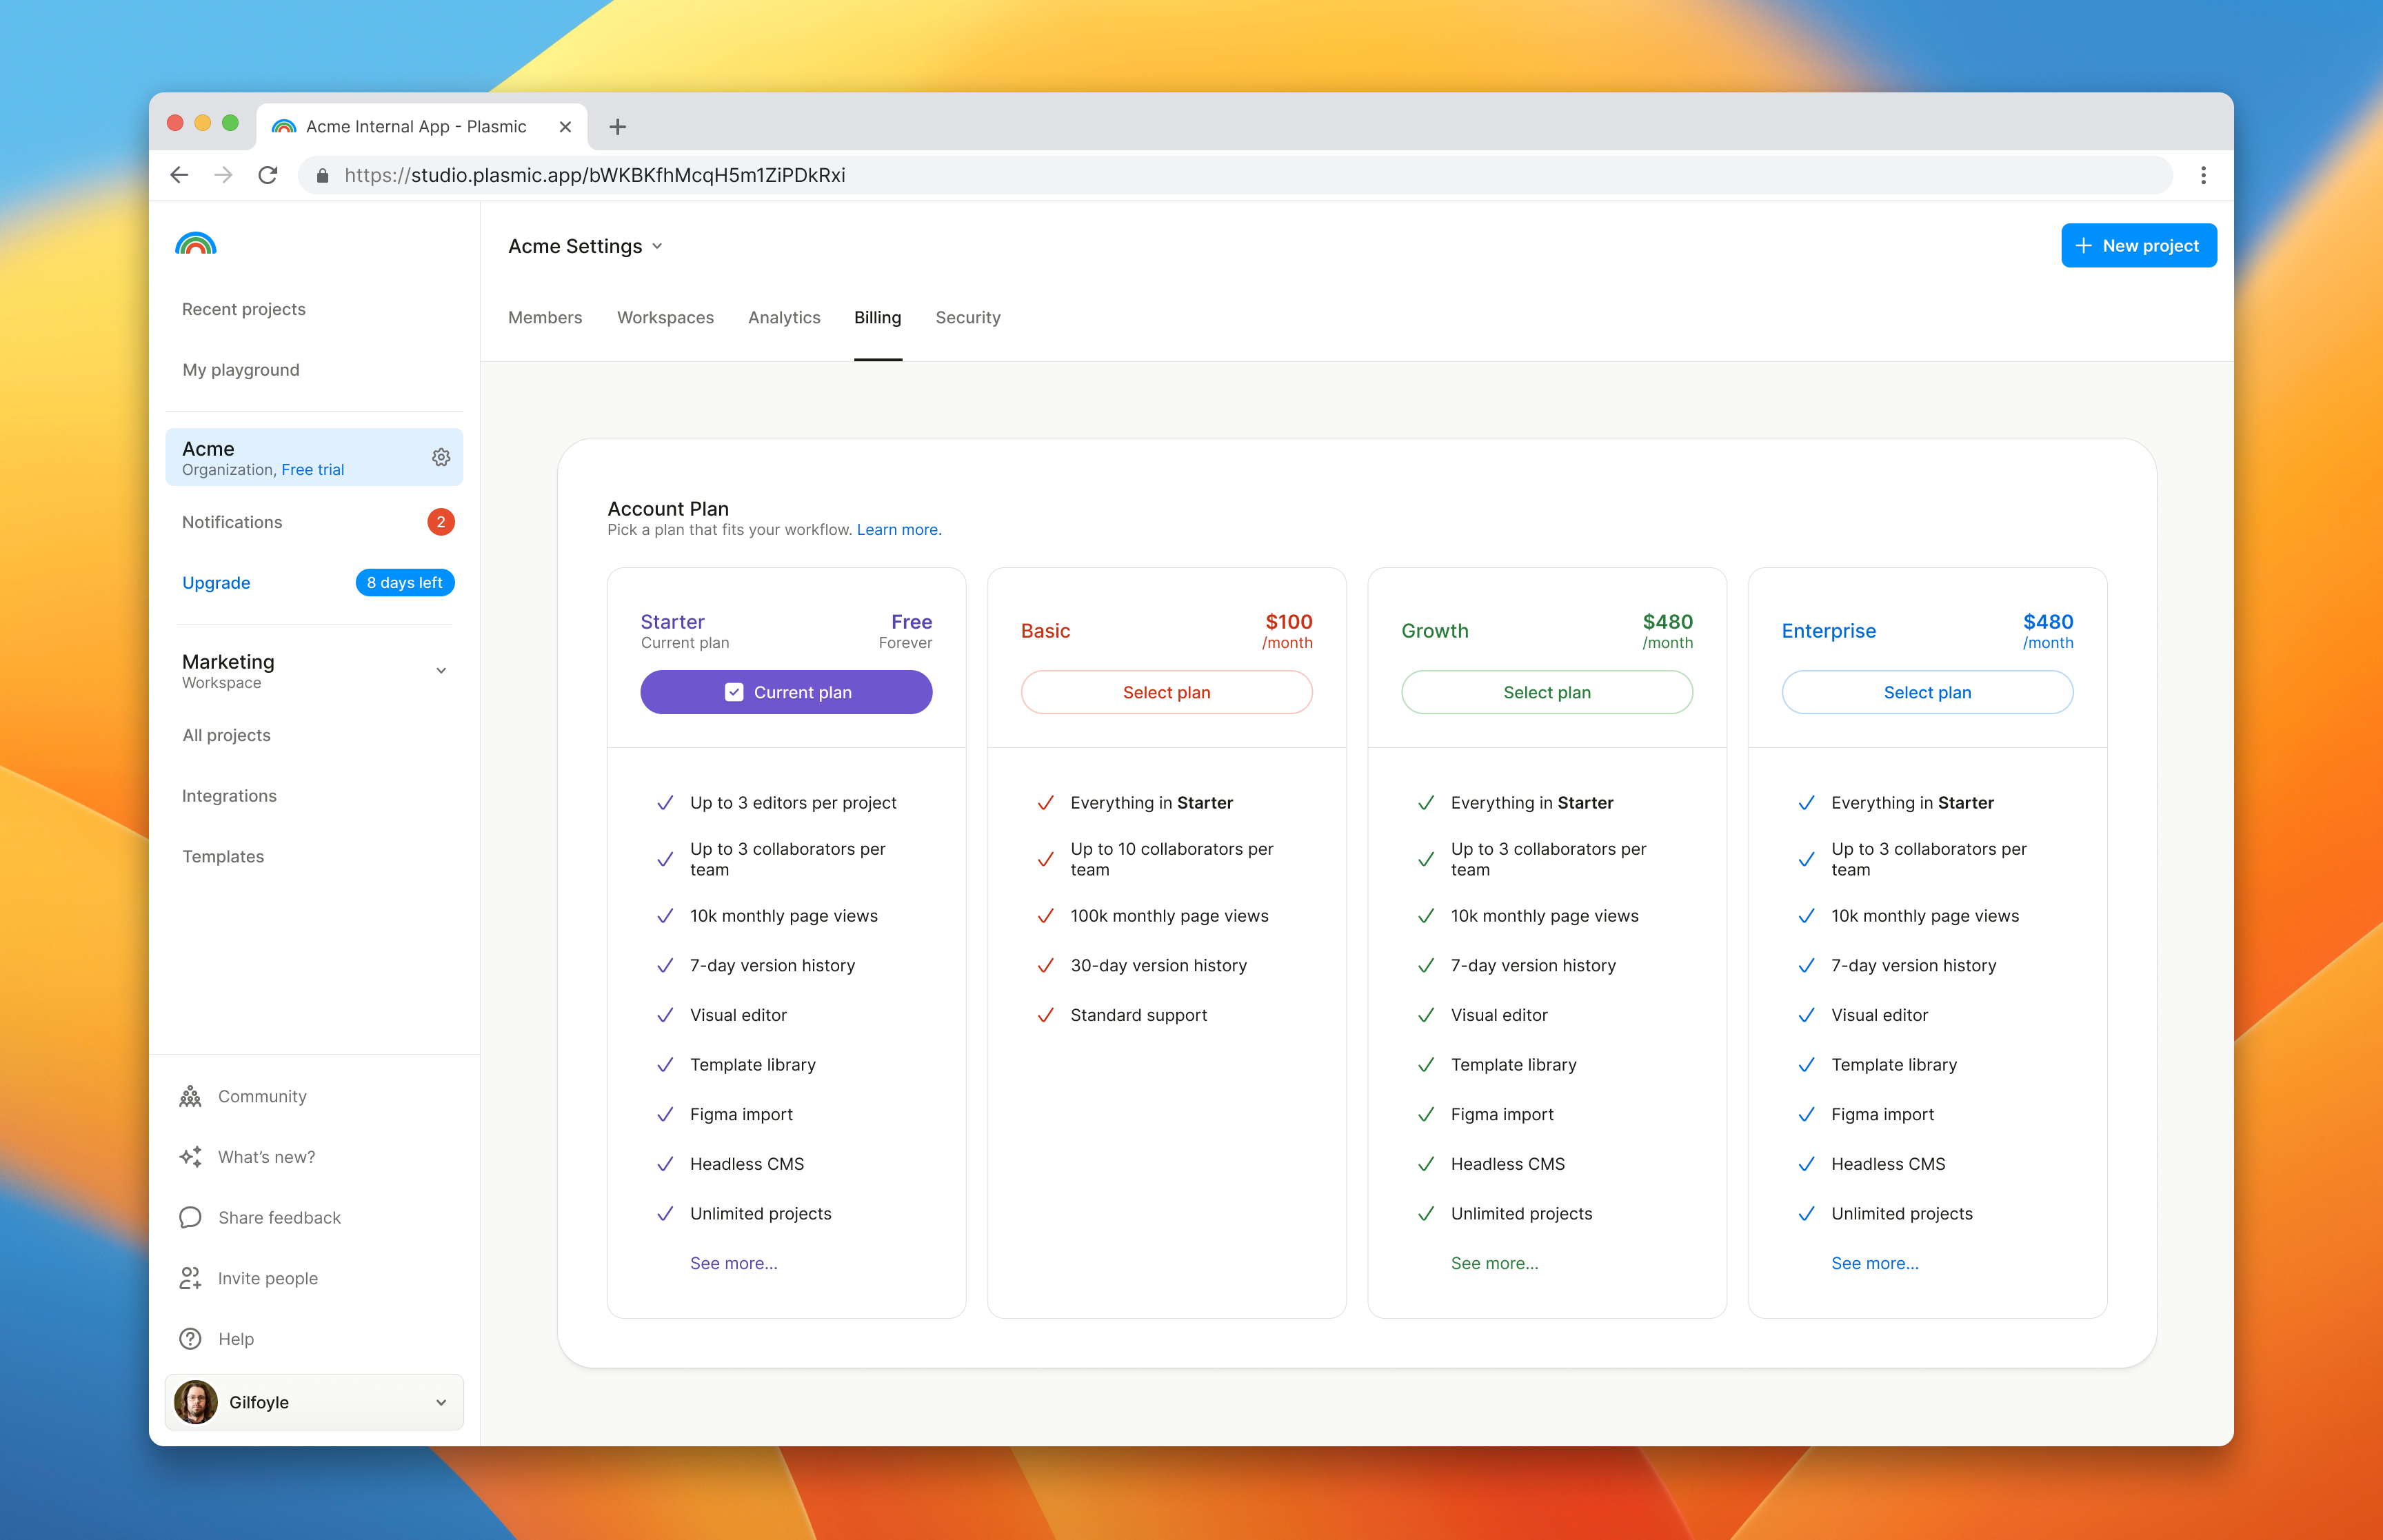 Acme Internal App - Plasmic
https://studio.plasmic.app/bWKBKfhMcqH5m1ZiPDkRxi
Recent projects
My playground
Acme
Organization, Free trial
Notifications
2
Upgrade
8 days left
Marketing
Workspace
All projects
Integrations
Templates
Community
What's new?
Share feedback
Invite people
Help
Gilfoyle
Acme Settings
New project
Members
Workspaces
Analytics
Billing
Security
Account Plan
Pick a plan that fits your workflow. Learn more.
Starter
Current plan
Free
Forever
Current plan
Up to 3 editors per project
Up to 3 collaborators per
team
10k monthly page views
7-day version history
Visual editor
Template library
Figma import
Headless CMS
Unlimited projects
See more...
Basic
$100
/month
Select plan
Everything in Starter
Up to 10 collaborators per
team
100k monthly page views
30-day version history
Standard support
Growth
$480
/month
Select plan
Everything in Starter
Up to 3 collaborators per
team
10k monthly page views
7-day version history
Visual editor
Template library
Figma import
Headless CMS
Unlimited projects
See more...
Enterprise
$480
/month
Select plan
Everything in Starter
Up to 3 collaborators per
team
10k monthly page views
7-day version history
Visual editor
Template library
Figma import
Headless CMS
Unlimited projects
See more...